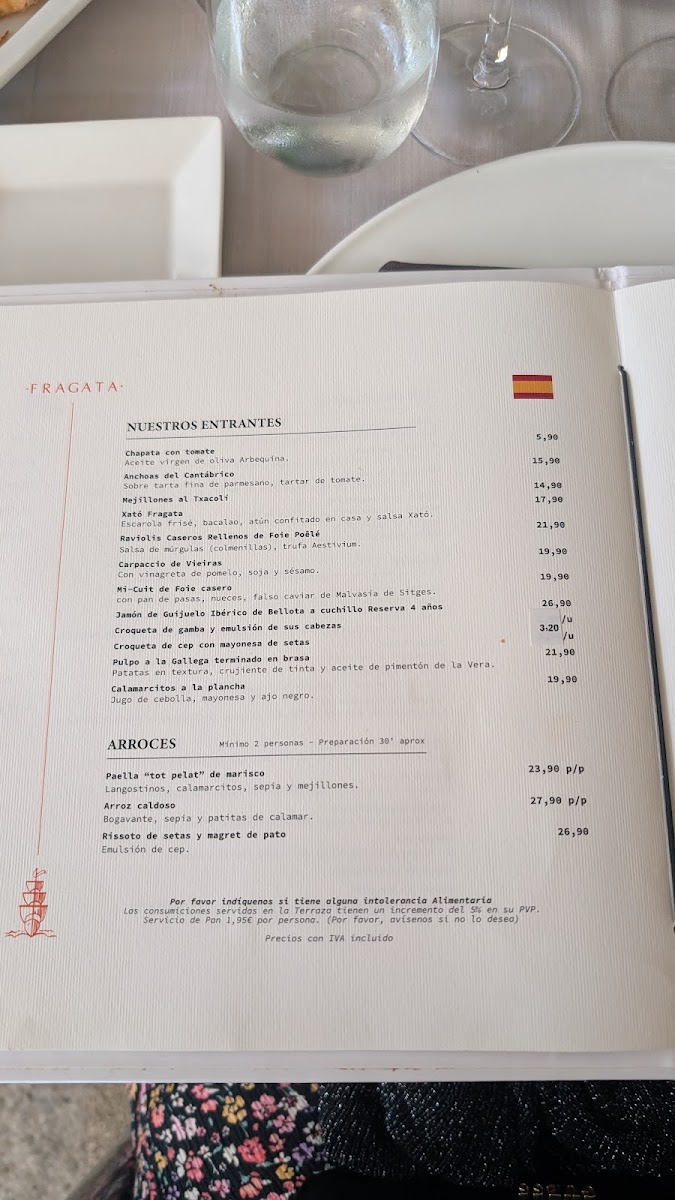 ·FRAGATA·
NUESTROS ENTRANTES
Chapata con tomate 5,90
Aceite virgen de oliva Arbequina.
Anchoas del Cantábrico 15,90
Sobre tarta fina de parmesano, tartar de tomate.
Mejillones al Txacolí 14,90
Xató Fragata 17,90
Escarola frisé, bacalao, atún confitado en casa y salsa Xató.
Raviolis Caseros Rellenos de Foie Poêlé 21,90
Salsa de múrgulas (colmenillas), trufa Aestivium.
Carpaccio de Vieiras 19,90
Con vinagreta de pomelo, soja y sésamo.
Mi-Cuit de Foie casero 19,90
con pan de pasas, nueces, falso caviar de Malvasía de Sitges.
Jamón de Guijuelo Ibérico de Bellota a cuchillo Reserva 4 años 26,90
Croqueta de gamba y emulsión de sus cabezas /u
3.20
Croqueta de cep con mayonesa de setas /u
Pulpo a la Gallega terminado en brasa 21,90
Patatas en textura, crujiente de tinta y aceite de pimentón de la Vera.
Calamarcitos a la plancha 19,90
Jugo de cebolla, mayonesa y ajo negro.
ARROCES Mínimo 2 personas - Preparación 30' aprox
Paella “tot pelat” de marisco 23,90 p/p
Langostinos, calamarcitos, sepia y mejillones.
Arroz caldoso 27,90 p/p
Bogavante, sepia y patitas de calamar.
Rissoto de setas y magret de pato 26,90
Emulsión de cep.
Por favor indíquenos si tiene alguna intolerancia Alimentaria
Las consumiciones servidas en la Terraza tienen un incremento del 5% en su PVP.
Servicio de Pan 1,95€ por persona. (Por favor, avísenos si no lo desea)
Precios con IVA incluido